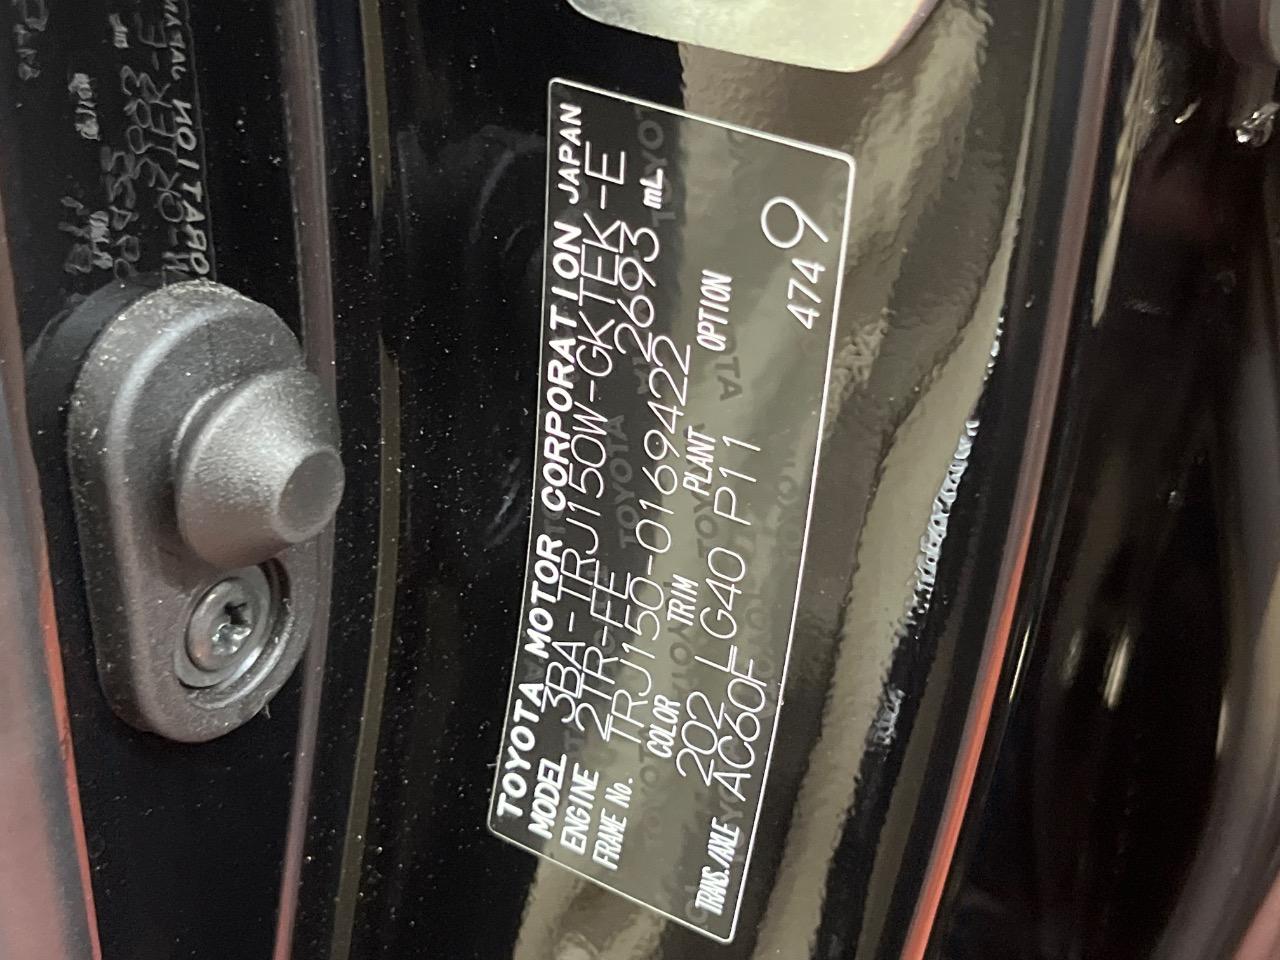 TOYOTA MOTOR CORPORATION JAPAN
MODEL 3BA-TRJ150W-GKTEK-E
ENGINE 2TR-FE 2693 mL
FRAME No. TRJ150-0169422
COLOR TRIM PLANT OPTION
202 LG40 P11
TRANS./AXLE AC60F
474 9